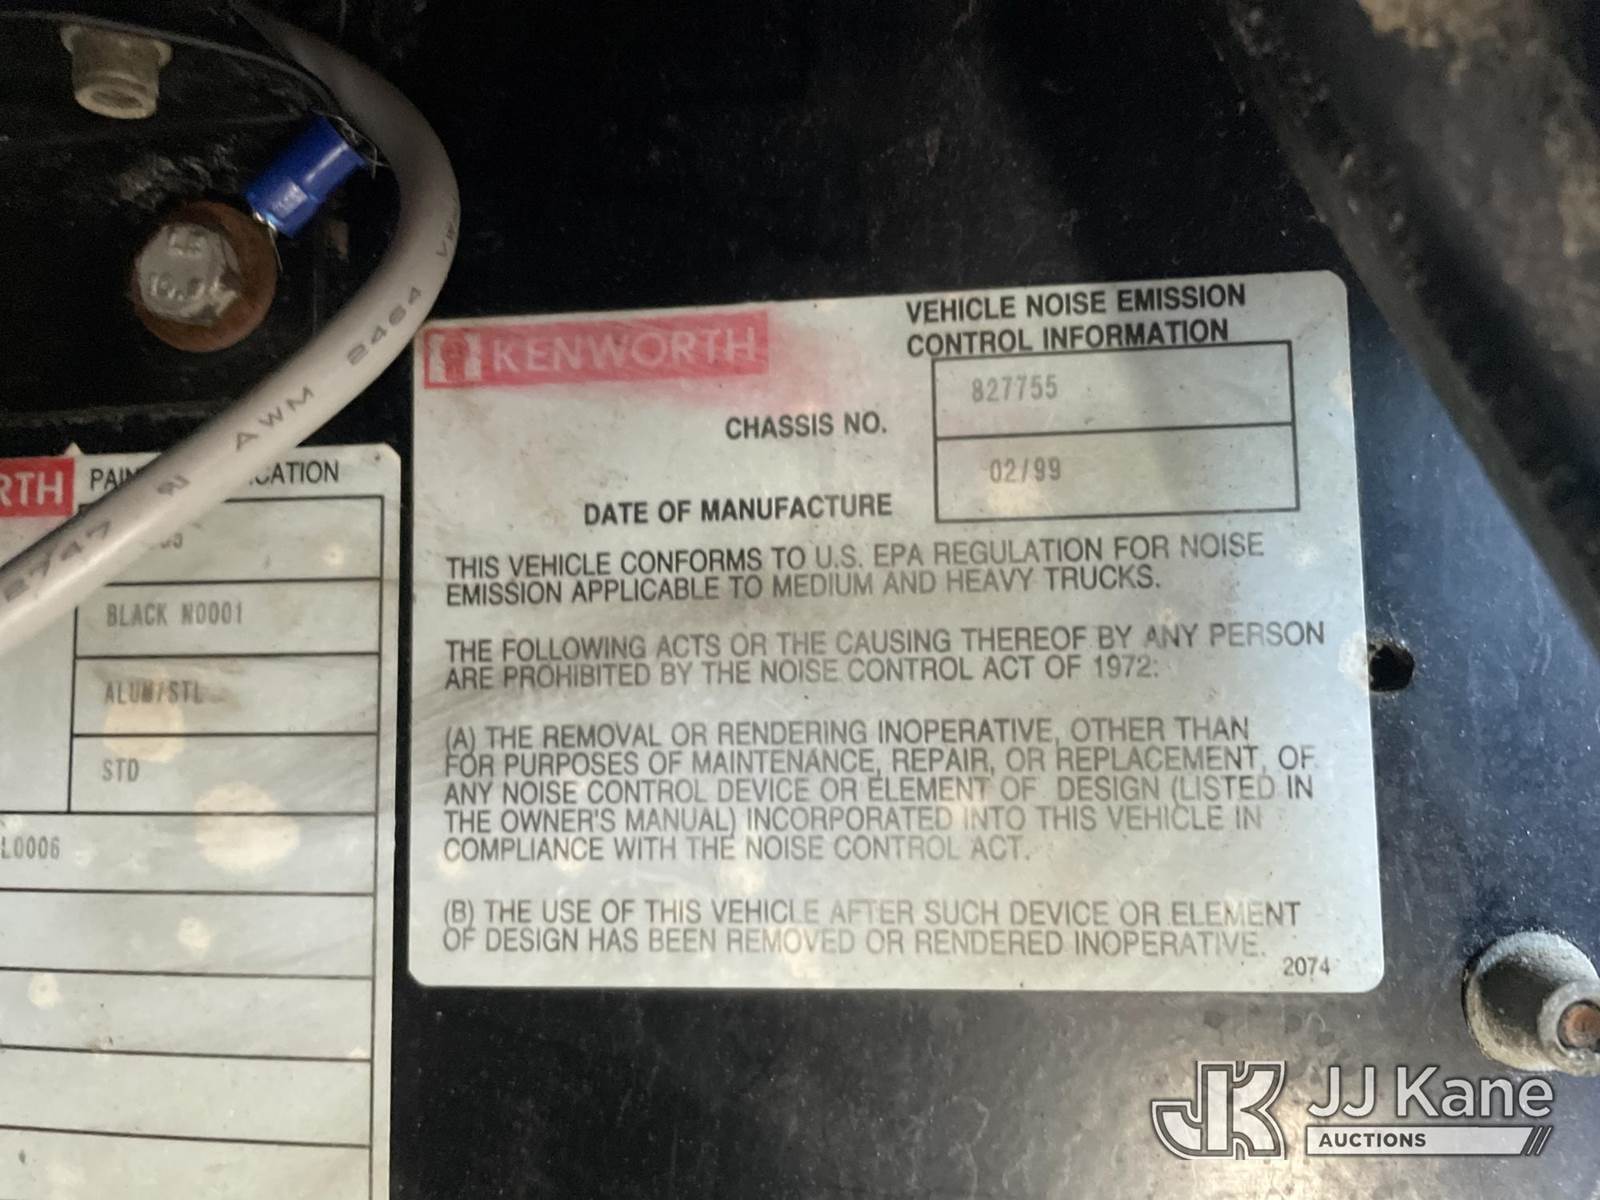 KENWORTH
VEHICLE NOISE EMISSION
CONTROL INFORMATION
CHASSIS NO.
827755
DATE OF MANUFACTURE
02/99
THIS VEHICLE CONFORMS TO U.S. EPA REGULATION FOR NOISE
EMISSION APPLICABLE TO MEDIUM AND HEAVY TRUCKS.
THE FOLLOWING ACTS OR THE CAUSING THEREOF BY ANY PERSON
ARE PROHIBITED BY THE NOISE CONTROL ACT OF 1972:
(A) THE REMOVAL OR RENDERING INOPERATIVE, OTHER THAN
FOR PURPOSES OF MAINTENANCE, REPAIR, OR REPLACEMENT, OF
ANY NOISE CONTROL DEVICE OR ELEMENT OF DESIGN (LISTED IN
THE OWNER'S MANUAL) INCORPORATED INTO THIS VEHICLE IN
COMPLIANCE WITH THE NOISE CONTROL ACT.
(B) THE USE OF THIS VEHICLE AFTER SUCH DEVICE OR ELEMENT
OF DESIGN HAS BEEN REMOVED OR RENDERED INOPERATIVE.
2074
RTH
CATION
BLACK N0001
ALUM/STL
STD
L0006
2747 AWM 2464
JK JJ Kane
AUCTIONS